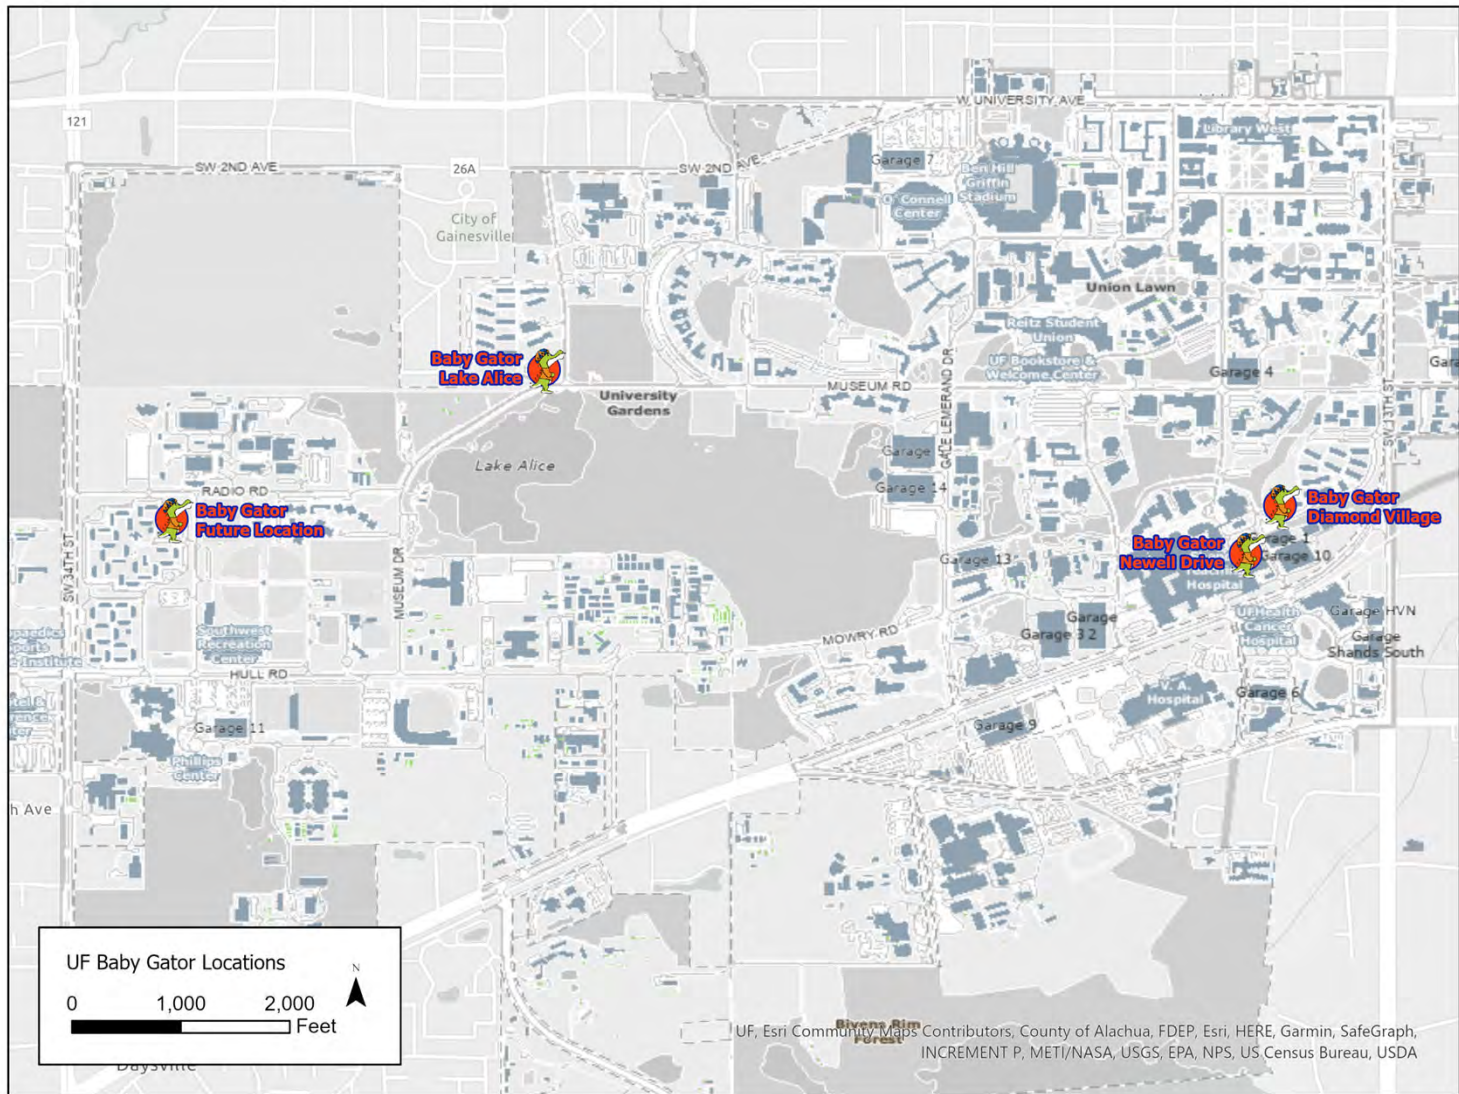 W UNIVERSITY AVE
121
Library West
Garage 7
Ben Hill
Griffin
Stadium
SW 2ND AVE
26A
SW 2ND AVE
O'Connell
Center
City of
Gainesville
Union Lawn
Reitz Student
Union
UF Bookstore &
Welcome Center
Baby Gator
Lake Alice
University
Gardens
MUSEUM RD
GALE LEMERAND DR
Garage 4
SW 13TH ST
Garage
Lake Alice
Garage 14
RADIO RD
Baby Gator
Future Location
Baby Gator
Diamond Village
Baby Gator
Newell Drive
Garage 10
Hospital
SW 34TH ST
MUSEUM DR
Garage 13
Garage
Garage 3 2
MOWRY RD
UF Health
Cancer
Hospital
Garage HVN
Garage
Shands South
Southwest
Recreation
Center
HULL RD
V. A.
Hospital
Garage 6
Garage 11
Garage 9
Phillips
Center
h Ave
UF Baby Gator Locations
N
0 1,000 2,000
Feet
Bivens Rim
Forest
UF, Esri Community Maps Contributors, County of Alachua, FDEP, Esri, HERE, Garmin, SafeGraph,
INCREMENT P, METI/NASA, USGS, EPA, NPS, US Census Bureau, USDA
Daysville